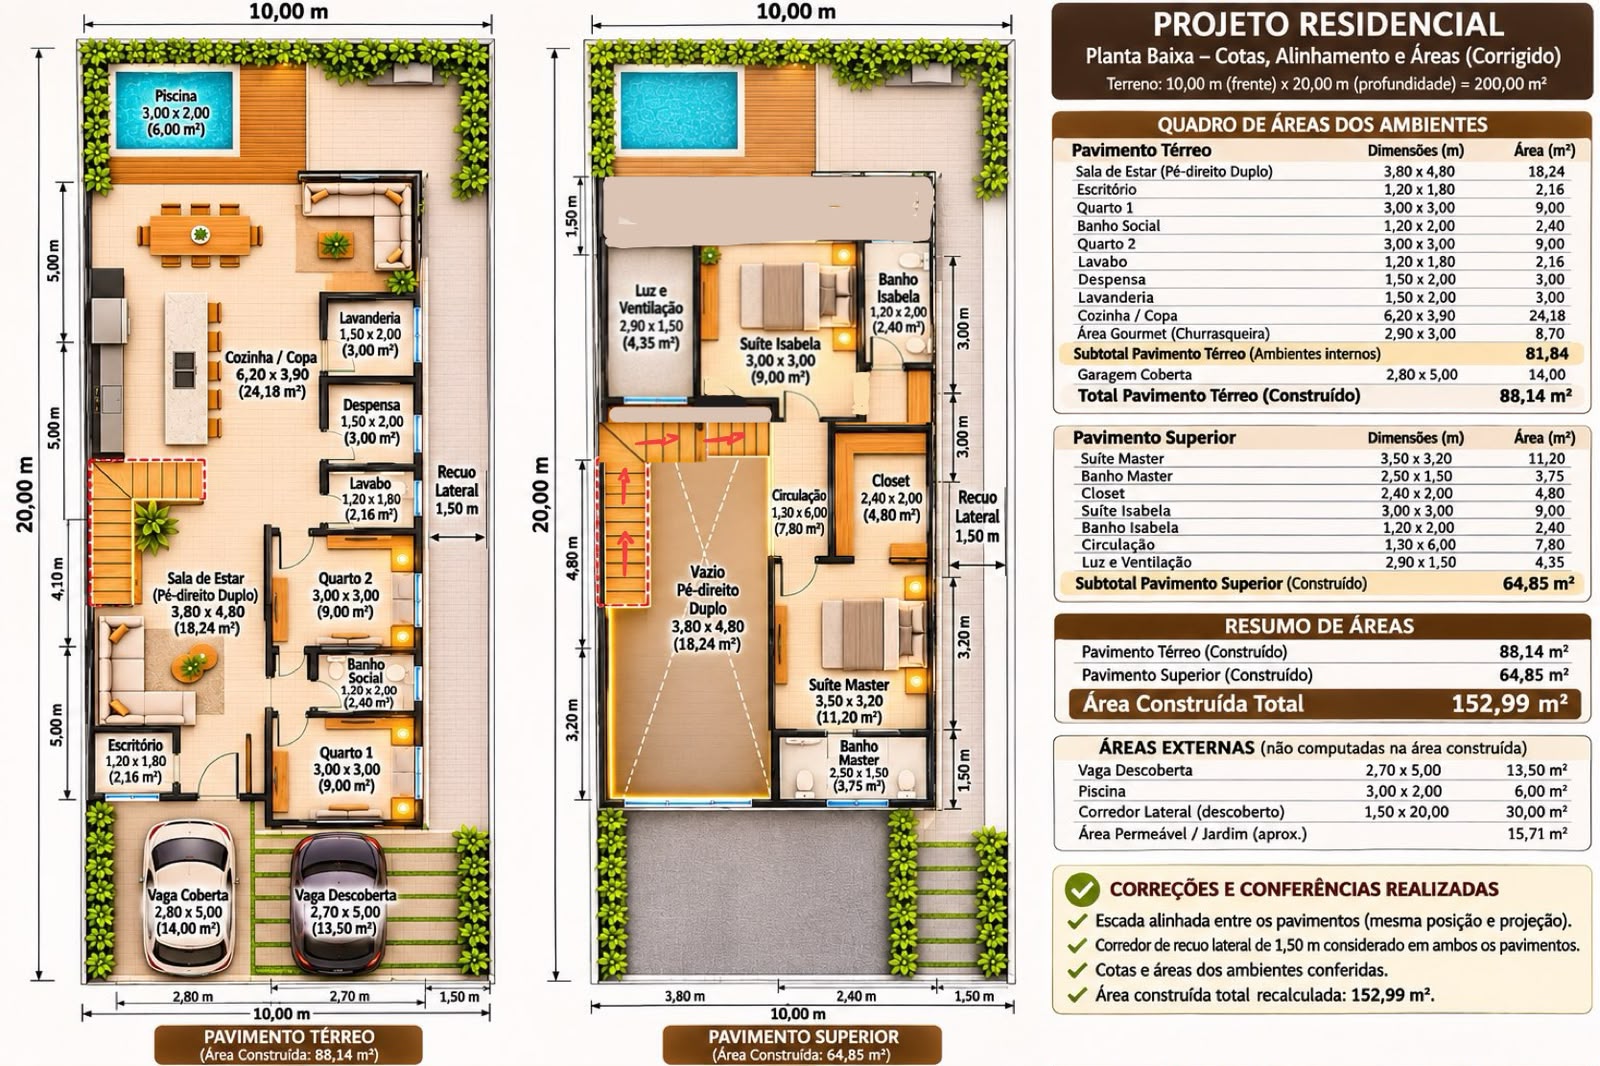 10,00 m
20,00 m
5,00 m
5,00 m
4,10 m
5,00 m
Piscina
3,00 x 2,00
(6,00 m²)
Lavanderia
1,50 x 2,00
(3,00 m²)
Cozinha / Copa
6,20 x 3,90
(24,18 m²)
Despensa
1,50 x 2,00
(3,00 m²)
Lavabo
1,20 x 1,80
(2,16 m²)
Recuo
Lateral
1,50 m
Sala de Estar
(Pé-direito Duplo)
3,80 x 4,80
(18,24 m²)
Quarto 2
3,00 x 3,00
(9,00 m²)
Banho
Social
1,20 x 2,00
(2,40 m²)
Escritório
1,20 x 1,80
(2,16 m²)
Quarto 1
3,00 x 3,00
(9,00 m²)
Vaga Coberta
2,80 x 5,00
(14,00 m²)
Vaga Descoberta
2,70 x 5,00
(13,50 m²)
2,80 m
2,70 m
1,50 m
10,00 m
PAVIMENTO TÉRREO
(Área Construída: 88,14 m²)
10,00 m
20,00 m
1,50 m
4,80 m
3,20 m
Luz e
Ventilação
2,90 x 1,50
(4,35 m²)
Suíte Isabela
3,00 x 3,00
(9,00 m²)
Banho
Isabela
1,20 x 2,00
(2,40 m²)
3,00 m
3,00 m
3,20 m
1,50 m
Circulação
1,30 x 6,00
(7,80 m²)
Closet
2,40 x 2,00
(4,80 m²)
Recuo
Lateral
1,50 m
Vazio
Pé-direito
Duplo
3,80 x 4,80
(18,24 m²)
Suíte Master
3,50 x 3,20
(11,20 m²)
Banho
Master
2,50 x 1,50
(3,75 m²)
3,80 m
2,40 m
1,50 m
10,00 m
PAVIMENTO SUPERIOR
(Área Construída: 64,85 m²)
PROJETO RESIDENCIAL
Planta Baixa – Cotas, Alinhamento e Áreas (Corrigido)
Terreno: 10,00 m (frente) x 20,00 m (profundidade) = 200,00 m²
QUADRO DE ÁREAS DOS AMBIENTES
Pavimento Térreo Dimensões (m) Área (m²)
Sala de Estar (Pé-direito Duplo) 3,80 x 4,80 18,24
Escritório 1,20 x 1,80 2,16
Quarto 1 3,00 x 3,00 9,00
Banho Social 1,20 x 2,00 2,40
Quarto 2 3,00 x 3,00 9,00
Lavabo 1,20 x 1,80 2,16
Despensa 1,50 x 2,00 3,00
Lavanderia 1,50 x 2,00 3,00
Cozinha / Copa 6,20 x 3,90 24,18
Área Gourmet (Churrasqueira) 2,90 x 3,00 8,70
Subtotal Pavimento Térreo (Ambientes internos) 81,84
Garagem Coberta 2,80 x 5,00 14,00
Total Pavimento Térreo (Construído) 88,14 m²
Pavimento Superior Dimensões (m) Área (m²)
Suíte Master 3,50 x 3,20 11,20
Banho Master 2,50 x 1,50 3,75
Closet 2,40 x 2,00 4,80
Suíte Isabela 3,00 x 3,00 9,00
Banho Isabela 1,20 x 2,00 2,40
Circulação 1,30 x 6,00 7,80
Luz e Ventilação 2,90 x 1,50 4,35
Subtotal Pavimento Superior (Construído) 64,85 m²
RESUMO DE ÁREAS
Pavimento Térreo (Construído) 88,14 m²
Pavimento Superior (Construído) 64,85 m²
Área Construída Total 152,99 m²
ÁREAS EXTERNAS (não computadas na área construída)
Vaga Descoberta 2,70 x 5,00 13,50 m²
Piscina 3,00 x 2,00 6,00 m²
Corredor Lateral (descoberto) 1,50 x 20,00 30,00 m²
Área Permeável / Jardim (aprox.) 15,71 m²
CORREÇÕES E CONFERÊNCIAS REALIZADAS
Escada alinhada entre os pavimentos (mesma posição e projeção).
Corredor de recuo lateral de 1,50 m considerado em ambos os pavimentos.
Cotas e áreas dos ambientes conferidas.
Área construída total recalculada: 152,99 m².